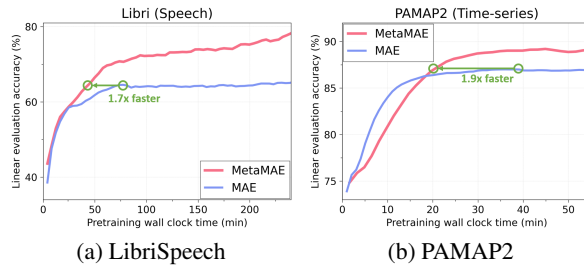 Libri (Speech)
Linear evaluation accuracy (%)
80
60
40
1.7x faster
MetaMAE
MAE
0
50
100
150
200
Pretraining wall clock time (min)
(a) LibriSpeech
PAMAP2 (Time-series)
Linear evaluation accuracy (%)
MetaMAE
MAE
90
85
80
75
1.9x faster
0
10
20
30
40
50
Pretraining wall clock time (min)
(b) PAMAP2